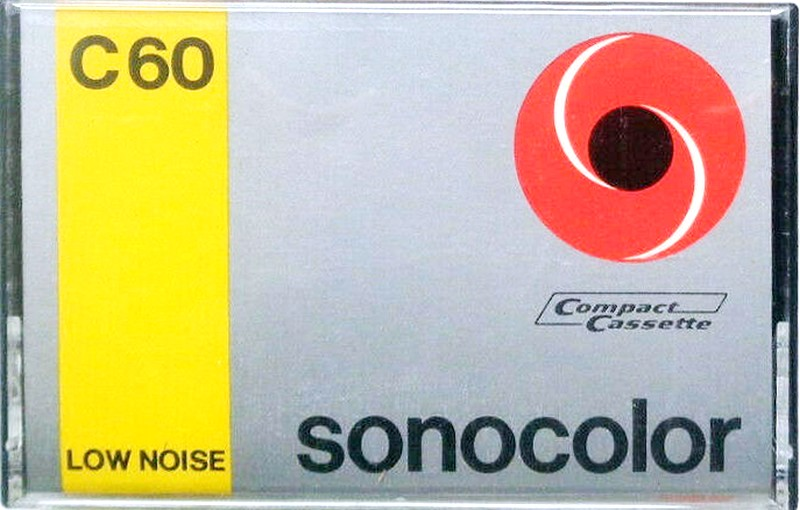 C60
LOW NOISE
Compact
Cassette
sonocolor